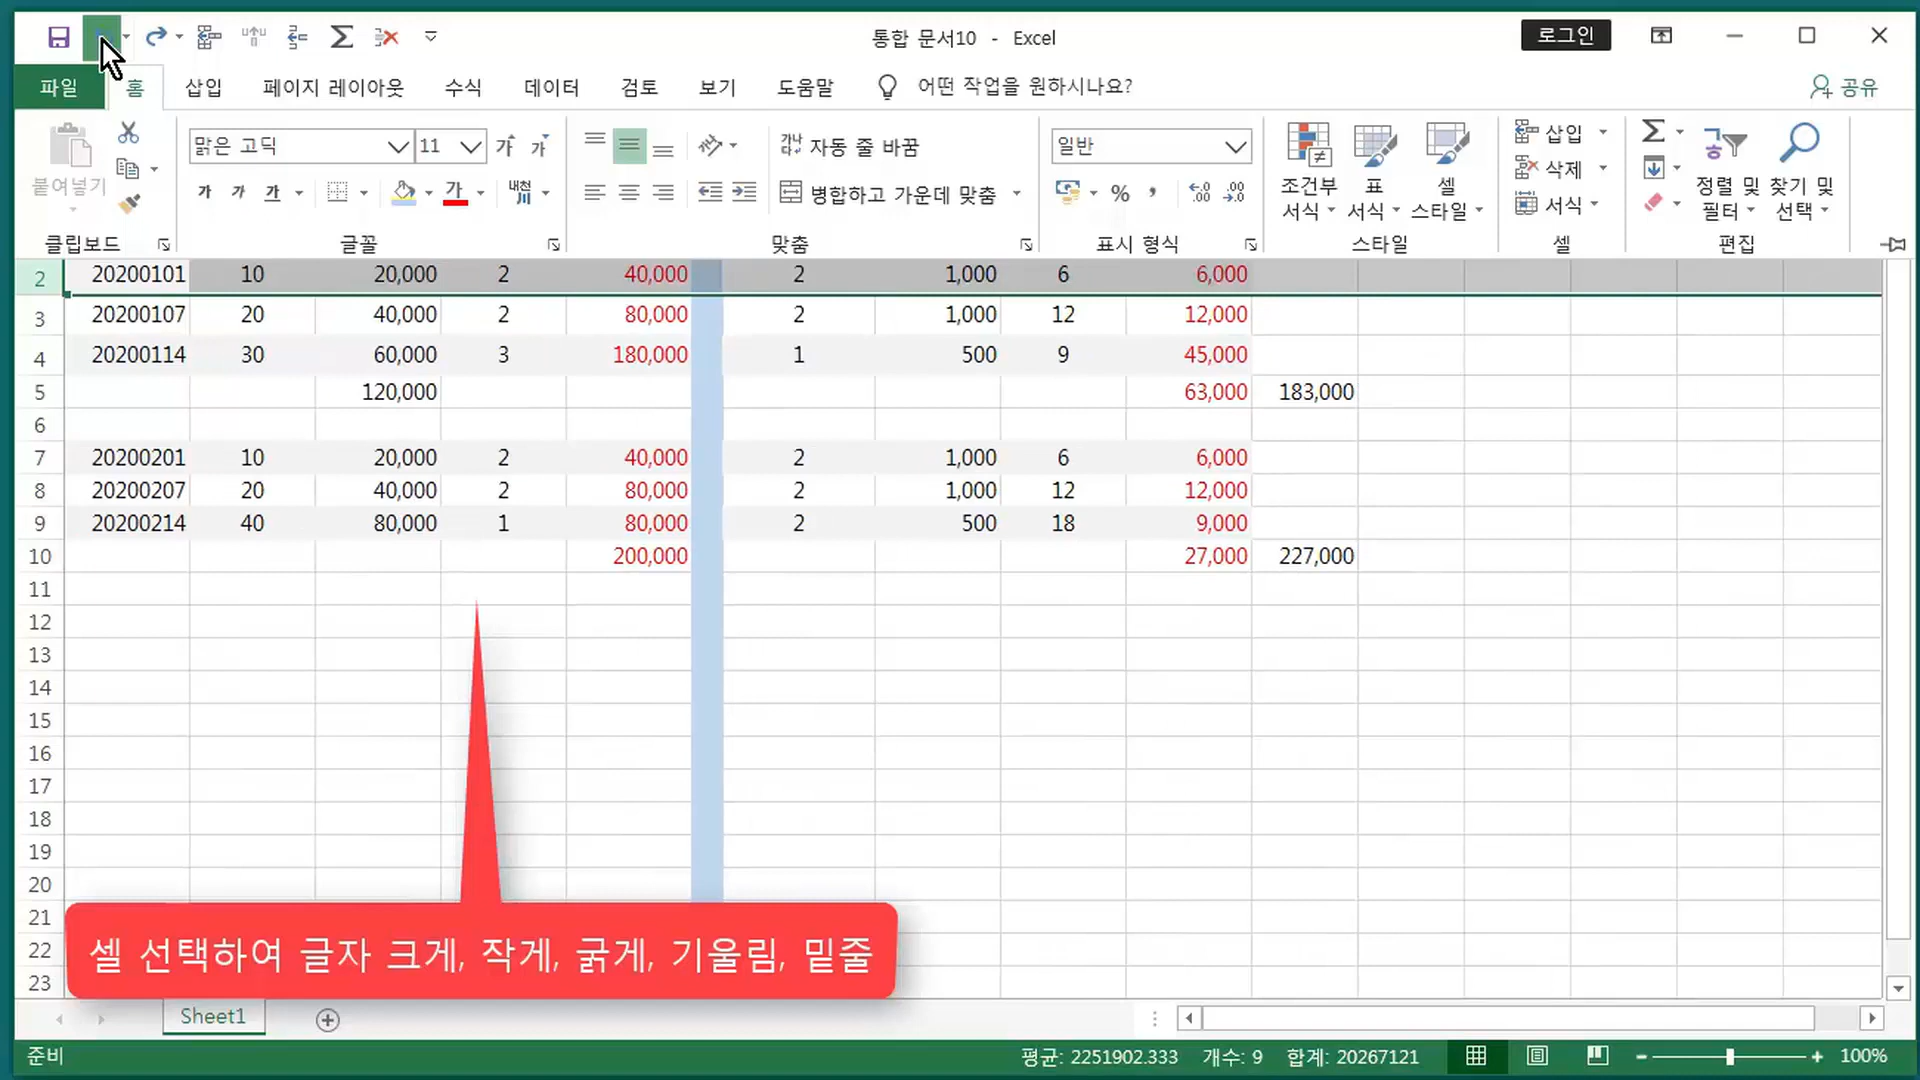 통합 문서10 - Excel
로그인
파일 홈 삽입 페이지 레이아웃 수식 데이터 검토 보기 도움말 어떤 작업을 원하시나요? 공유
붙여넣기
클립보드
맑은 고딕 11
가 가 가 가
글꼴
자동 줄 바꿈
병합하고 가운데 맞춤
맞춤
일반
%
표시 형식
조건부 서식
표 서식
셀 스타일
스타일
삽입
삭제
서식
셀
정렬 및 필터
찾기 및 선택
편집
2 20200101 10 20,000 2 40,000 2 1,000 6 6,000
3 20200107 20 40,000 2 80,000 2 1,000 12 12,000
4 20200114 30 60,000 3 180,000 1 500 9 45,000
5 120,000 63,000 183,000
6
7 20200201 10 20,000 2 40,000 2 1,000 6 6,000
8 20200207 20 40,000 2 80,000 2 1,000 12 12,000
9 20200214 40 80,000 1 80,000 2 500 18 9,000
10 200,000 27,000 227,000
11
12
13
14
15
16
17
18
19
20
21
22
23
셀 선택하여 글자 크게, 작게, 굵게, 기울림, 밑줄
Sheet1
준비
평균: 2251902.333 개수: 9 합계: 20267121 100%